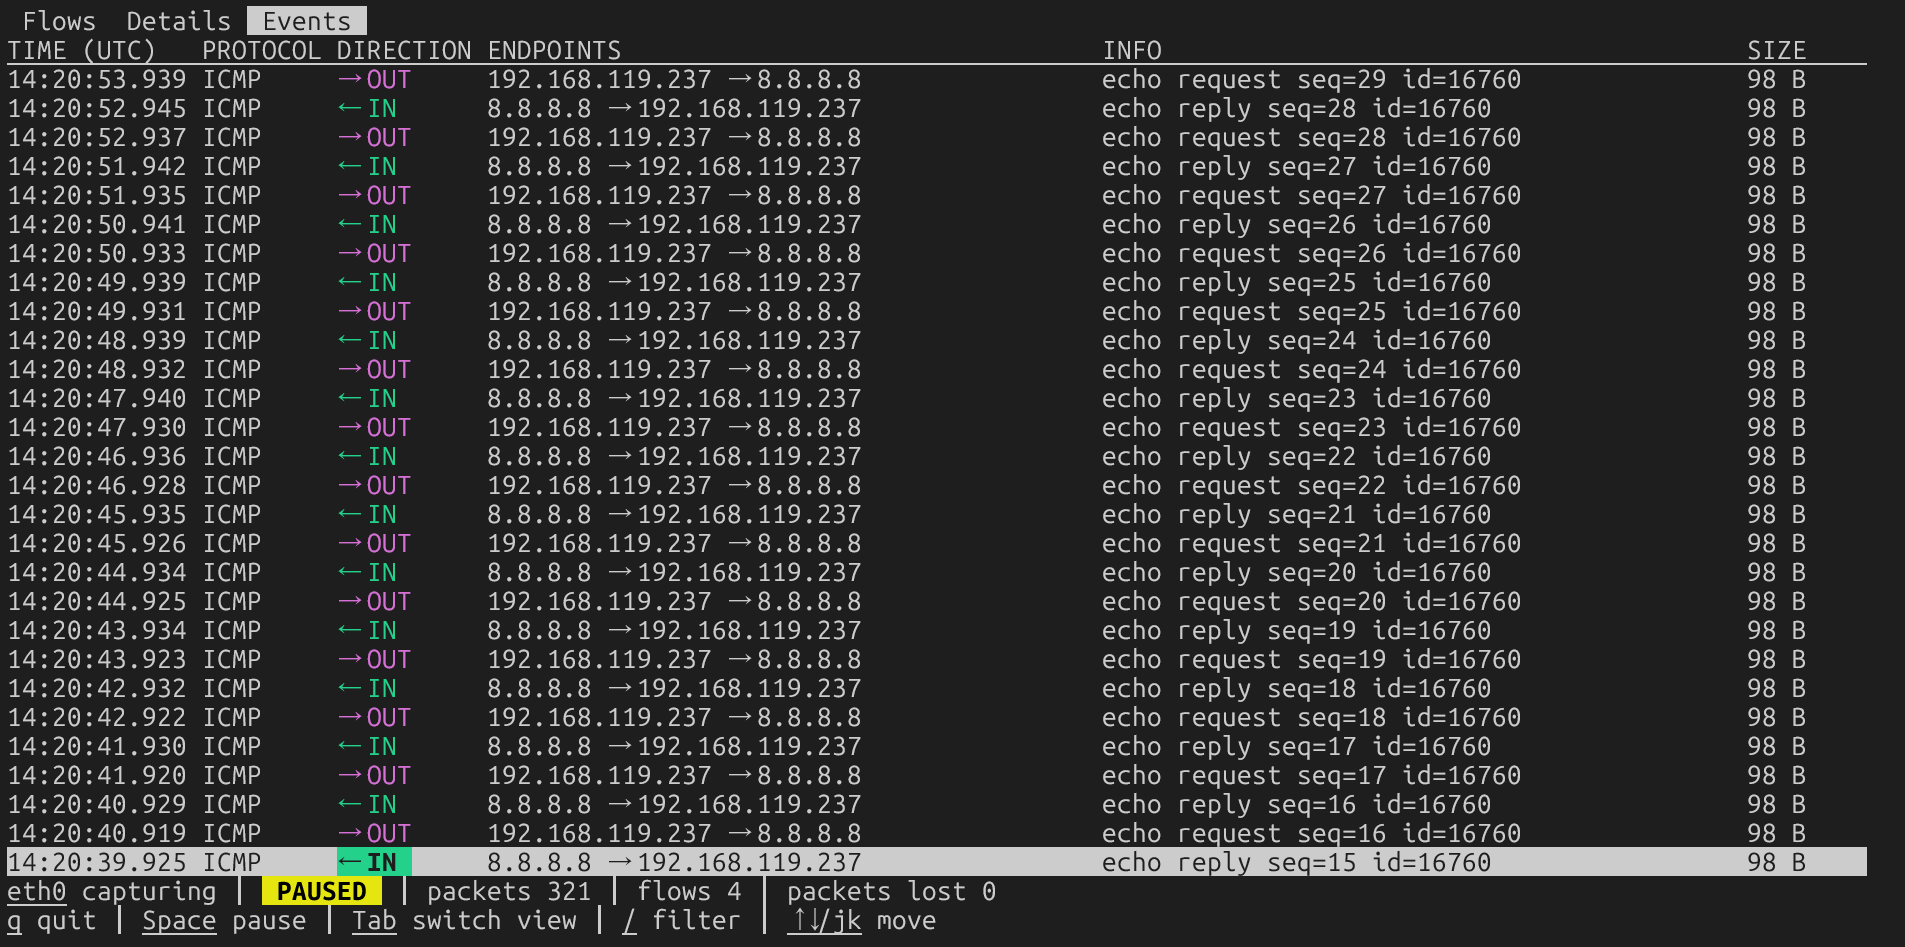 Flows Details Events
TIME (UTC) PROTOCOL DIRECTION ENDPOINTS INFO SIZE
14:20:53.939 ICMP →OUT 192.168.119.237 →8.8.8.8 echo request seq=29 id=16760 98 B
14:20:52.945 ICMP ←IN 8.8.8.8 →192.168.119.237 echo reply seq=28 id=16760 98 B
14:20:52.937 ICMP →OUT 192.168.119.237 →8.8.8.8 echo request seq=28 id=16760 98 B
14:20:51.942 ICMP ←IN 8.8.8.8 →192.168.119.237 echo reply seq=27 id=16760 98 B
14:20:51.935 ICMP →OUT 192.168.119.237 →8.8.8.8 echo request seq=27 id=16760 98 B
14:20:50.941 ICMP ←IN 8.8.8.8 →192.168.119.237 echo reply seq=26 id=16760 98 B
14:20:50.933 ICMP →OUT 192.168.119.237 →8.8.8.8 echo request seq=26 id=16760 98 B
14:20:49.939 ICMP ←IN 8.8.8.8 →192.168.119.237 echo reply seq=25 id=16760 98 B
14:20:49.931 ICMP →OUT 192.168.119.237 →8.8.8.8 echo request seq=25 id=16760 98 B
14:20:48.939 ICMP ←IN 8.8.8.8 →192.168.119.237 echo reply seq=24 id=16760 98 B
14:20:48.932 ICMP →OUT 192.168.119.237 →8.8.8.8 echo request seq=24 id=16760 98 B
14:20:47.940 ICMP ←IN 8.8.8.8 →192.168.119.237 echo reply seq=23 id=16760 98 B
14:20:47.930 ICMP →OUT 192.168.119.237 →8.8.8.8 echo request seq=23 id=16760 98 B
14:20:46.936 ICMP ←IN 8.8.8.8 →192.168.119.237 echo reply seq=22 id=16760 98 B
14:20:46.928 ICMP →OUT 192.168.119.237 →8.8.8.8 echo request seq=22 id=16760 98 B
14:20:45.935 ICMP ←IN 8.8.8.8 →192.168.119.237 echo reply seq=21 id=16760 98 B
14:20:45.926 ICMP →OUT 192.168.119.237 →8.8.8.8 echo request seq=21 id=16760 98 B
14:20:44.934 ICMP ←IN 8.8.8.8 →192.168.119.237 echo reply seq=20 id=16760 98 B
14:20:44.925 ICMP →OUT 192.168.119.237 →8.8.8.8 echo request seq=20 id=16760 98 B
14:20:43.934 ICMP ←IN 8.8.8.8 →192.168.119.237 echo reply seq=19 id=16760 98 B
14:20:43.923 ICMP →OUT 192.168.119.237 →8.8.8.8 echo request seq=19 id=16760 98 B
14:20:42.932 ICMP ←IN 8.8.8.8 →192.168.119.237 echo reply seq=18 id=16760 98 B
14:20:42.922 ICMP →OUT 192.168.119.237 →8.8.8.8 echo request seq=18 id=16760 98 B
14:20:41.930 ICMP ←IN 8.8.8.8 →192.168.119.237 echo reply seq=17 id=16760 98 B
14:20:41.920 ICMP →OUT 192.168.119.237 →8.8.8.8 echo request seq=17 id=16760 98 B
14:20:40.929 ICMP ←IN 8.8.8.8 →192.168.119.237 echo reply seq=16 id=16760 98 B
14:20:40.919 ICMP →OUT 192.168.119.237 →8.8.8.8 echo request seq=16 id=16760 98 B
14:20:39.925 ICMP ←IN 8.8.8.8 →192.168.119.237 echo reply seq=15 id=16760 98 B
eth0 capturing │ PAUSED │ packets 321 │ flows 4 │ packets lost 0
q quit │ Space pause │ Tab switch view │ / filter │ ↑↓/jk move